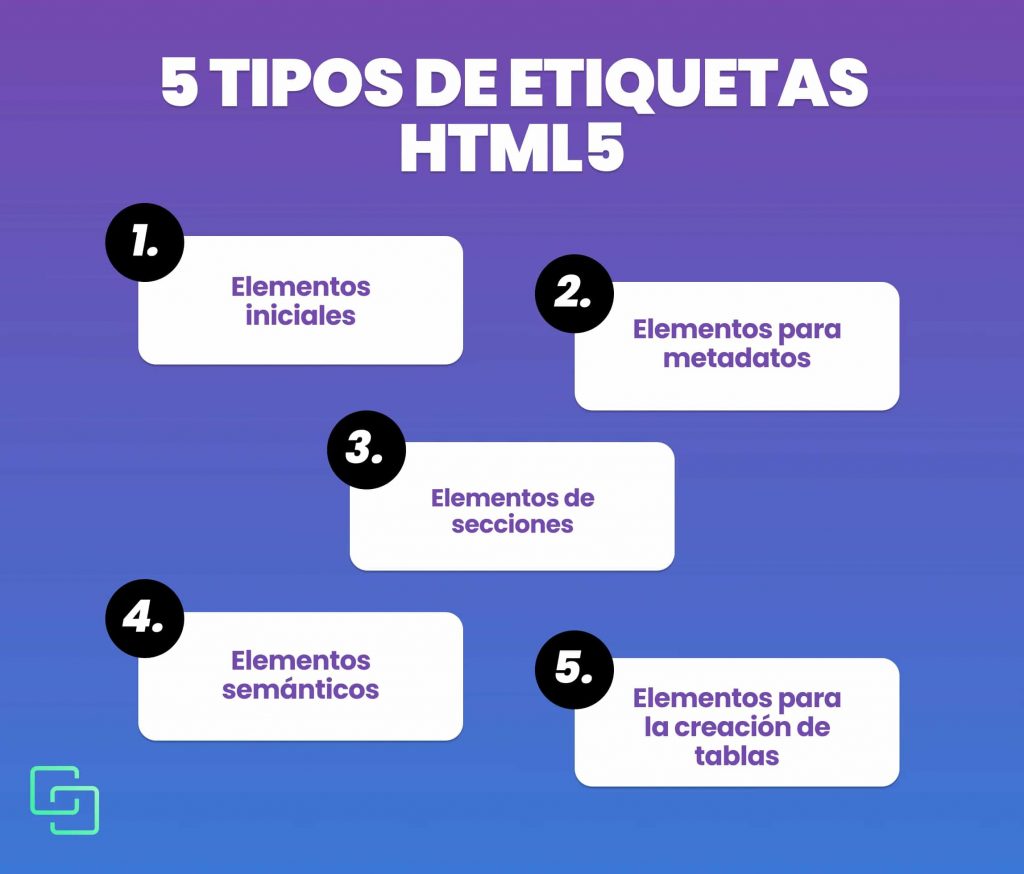 5 TIPOS DE ETIQUETAS
HTML5
1.
Elementos
iniciales
2.
Elementos para
metadatos
3.
Elementos de
secciones
4.
Elementos
semánticos
5.
Elementos para
la creación de
tablas